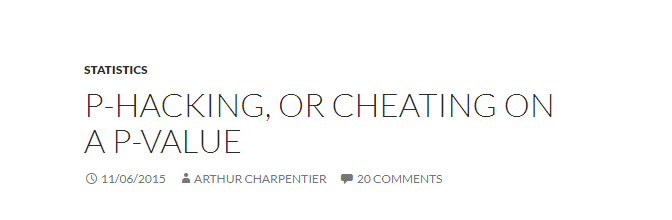 STATISTICS
P-HACKING, OR CHEATING ON
A P-VALUE
11/06/2015 ARTHUR CHARPENTIER 20 COMMENTS